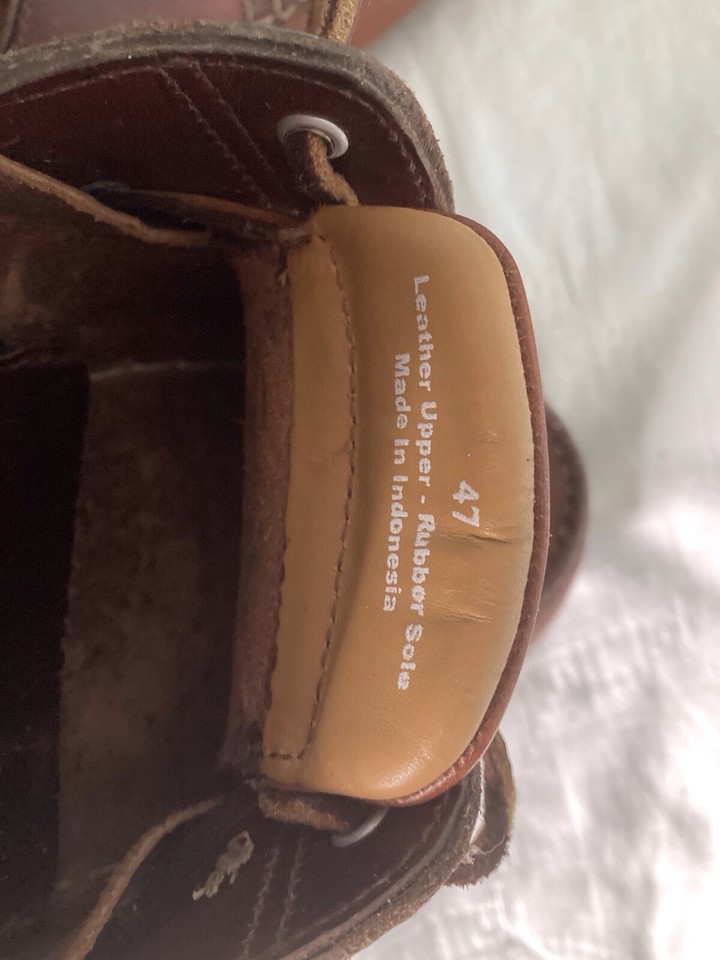 47
Leather Upper - Rubber Sole
Made In Indonesia